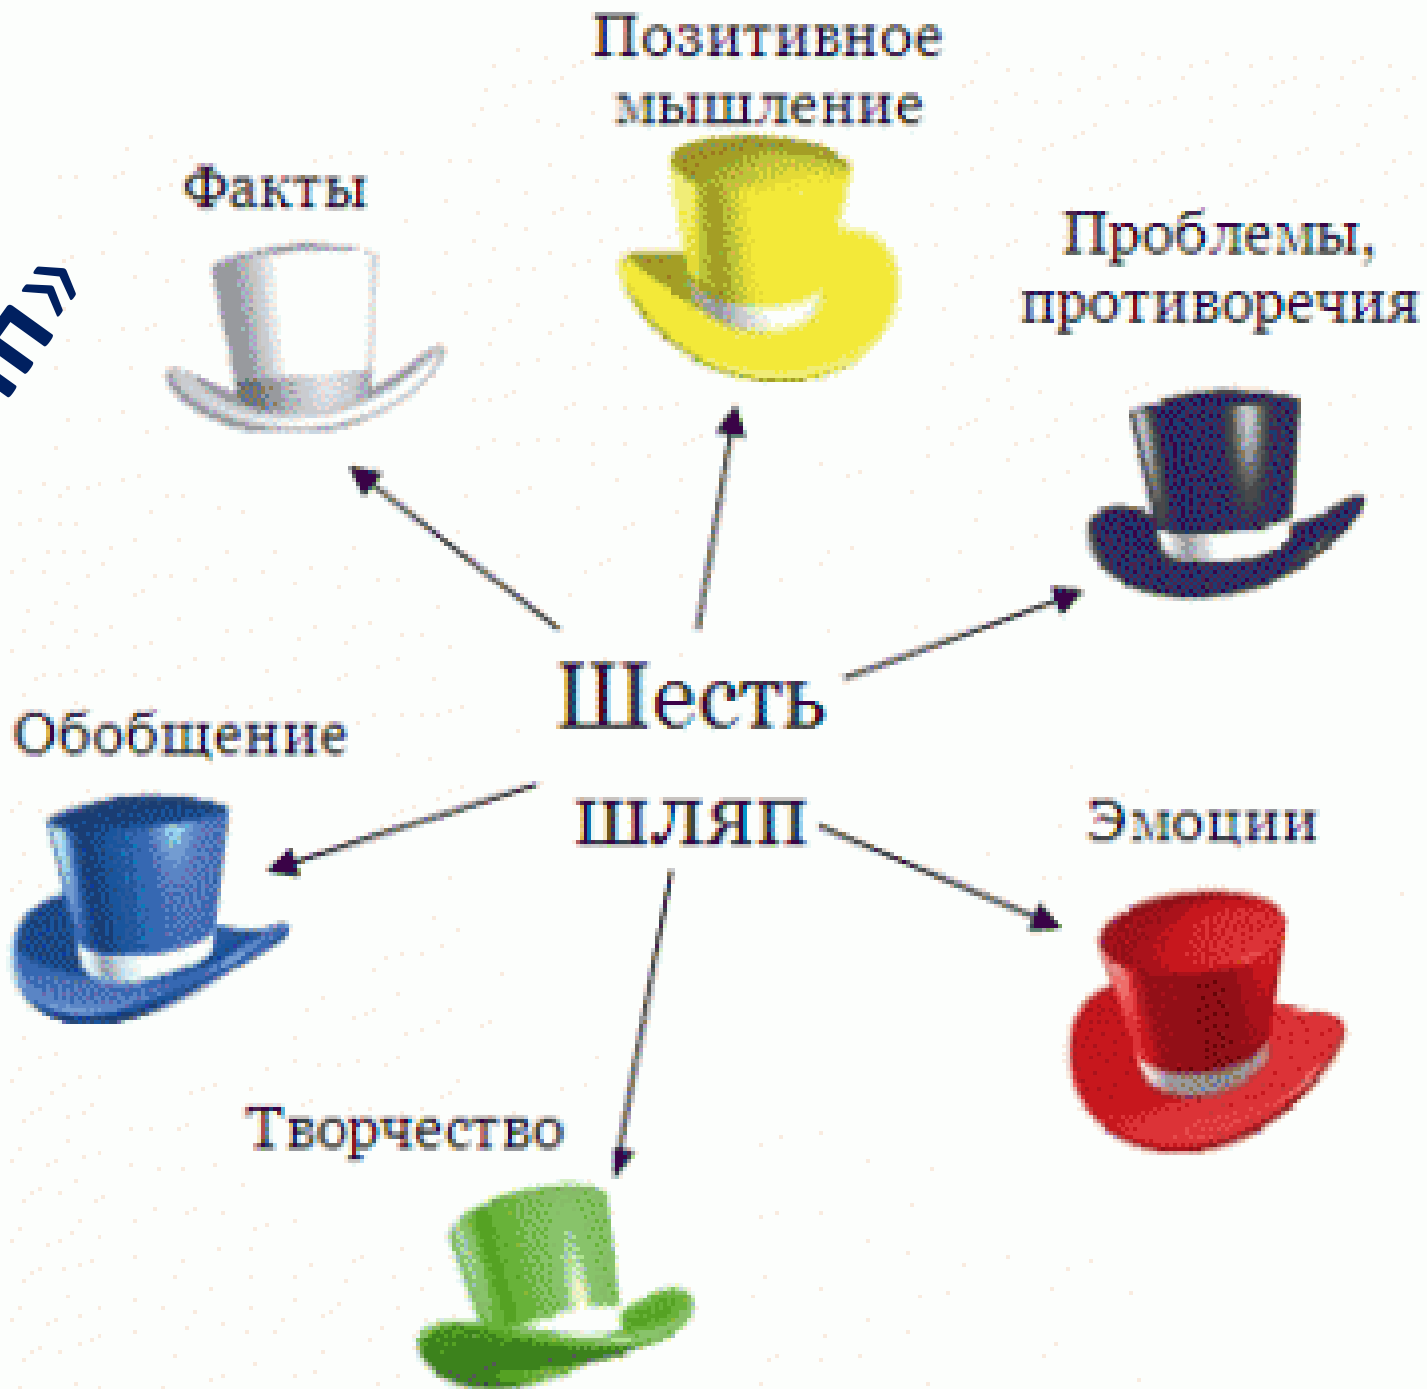 Позитивное
мышление
Факты
Проблемы,
противоречия
п»
Шесть
шляп
Обобщение
Эмоции
Творчество